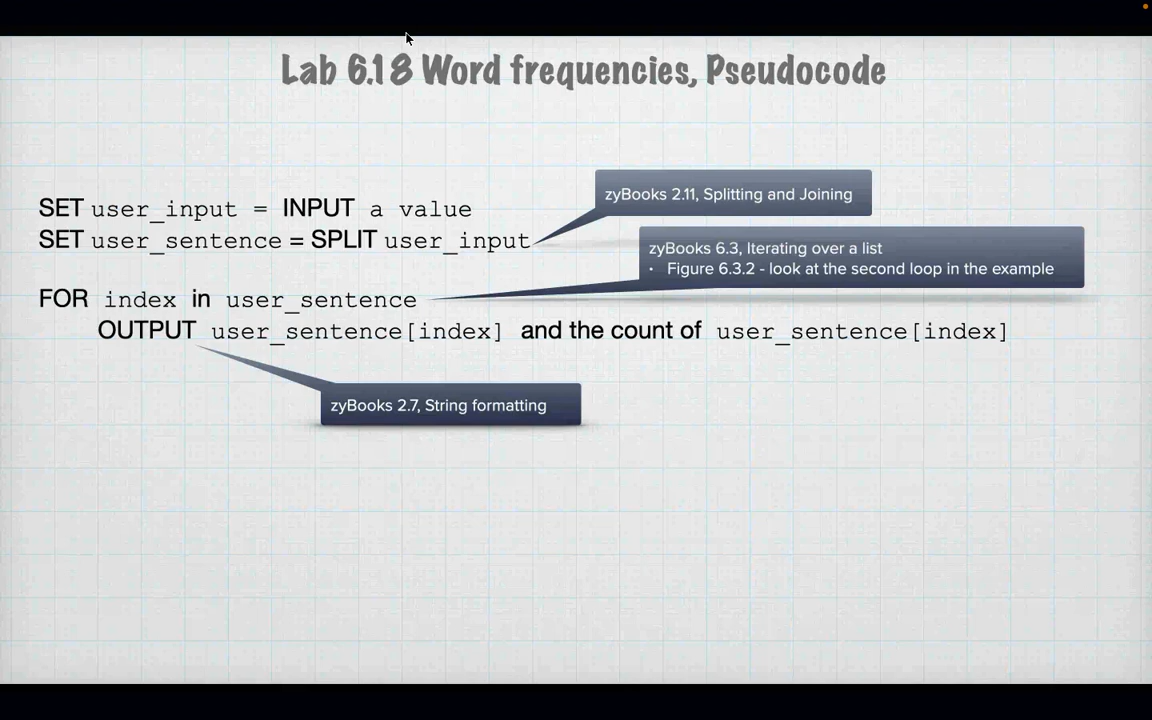 Lab 6.18 Word frequencies, Pseudocode
zyBooks 2.11, Splitting and Joining
SET user_input = INPUT a value
SET user_sentence = SPLIT user_input
zyBooks 6.3, Iterating over a list
• Figure 6.3.2 - look at the second loop in the example
FOR index in user_sentence
OUTPUT user_sentence[index] and the count of user_sentence[index]
zyBooks 2.7, String formatting